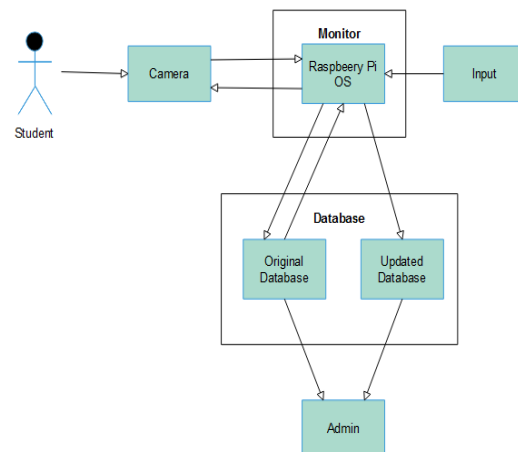 Monitor
Camera
Raspbeery Pi
OS
Input
Student
Database
Original
Database
Updated
Database
Admin